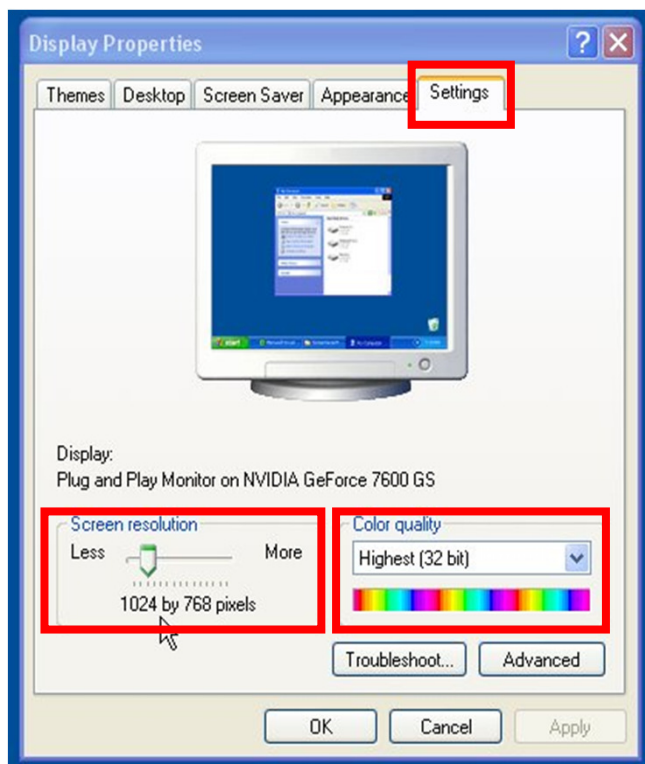 Display Properties
?
Themes Desktop Screen Saver Appearance Settings
start
Display:
Plug and Play Monitor on NVIDIA GeForce 7600 GS
Screen resolution
Less More
1024 by 768 pixels
Color quality
Highest (32 bit)
Troubleshoot... Advanced
OK Cancel Apply